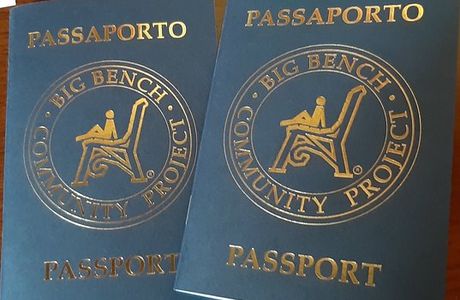 PASSAPORTO
BIG BENCH
COMMUNITY PROJECT
®
PASSPORT
PASSAPORTO
BIG BENCH
COMMUNITY PROJECT
®
PASSPORT